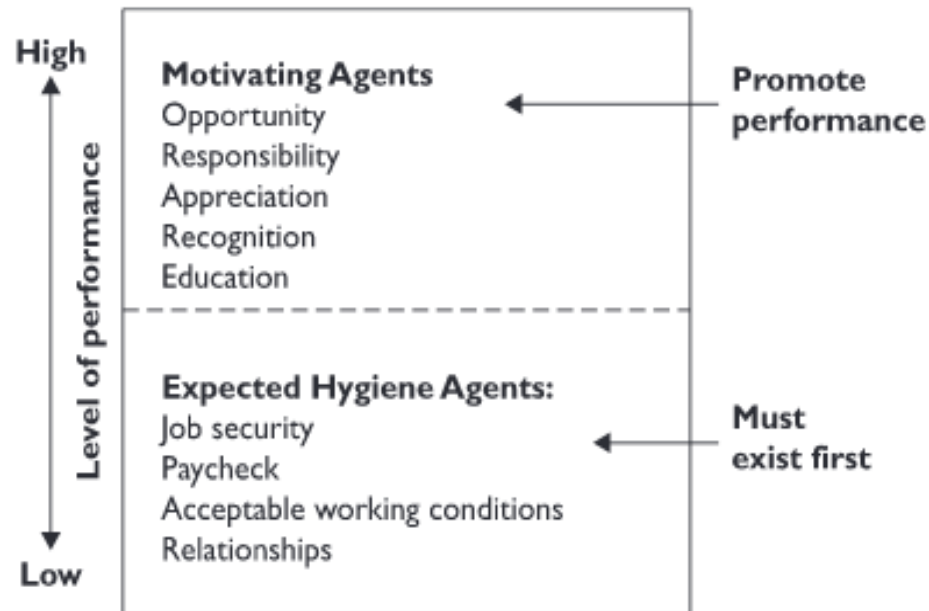 High
Level of performance
Low
Motivating Agents
Opportunity
Responsibility
Appreciation
Recognition
Education
Promote
performance
Expected Hygiene Agents:
Job security
Paycheck
Acceptable working conditions
Relationships
Must
exist first